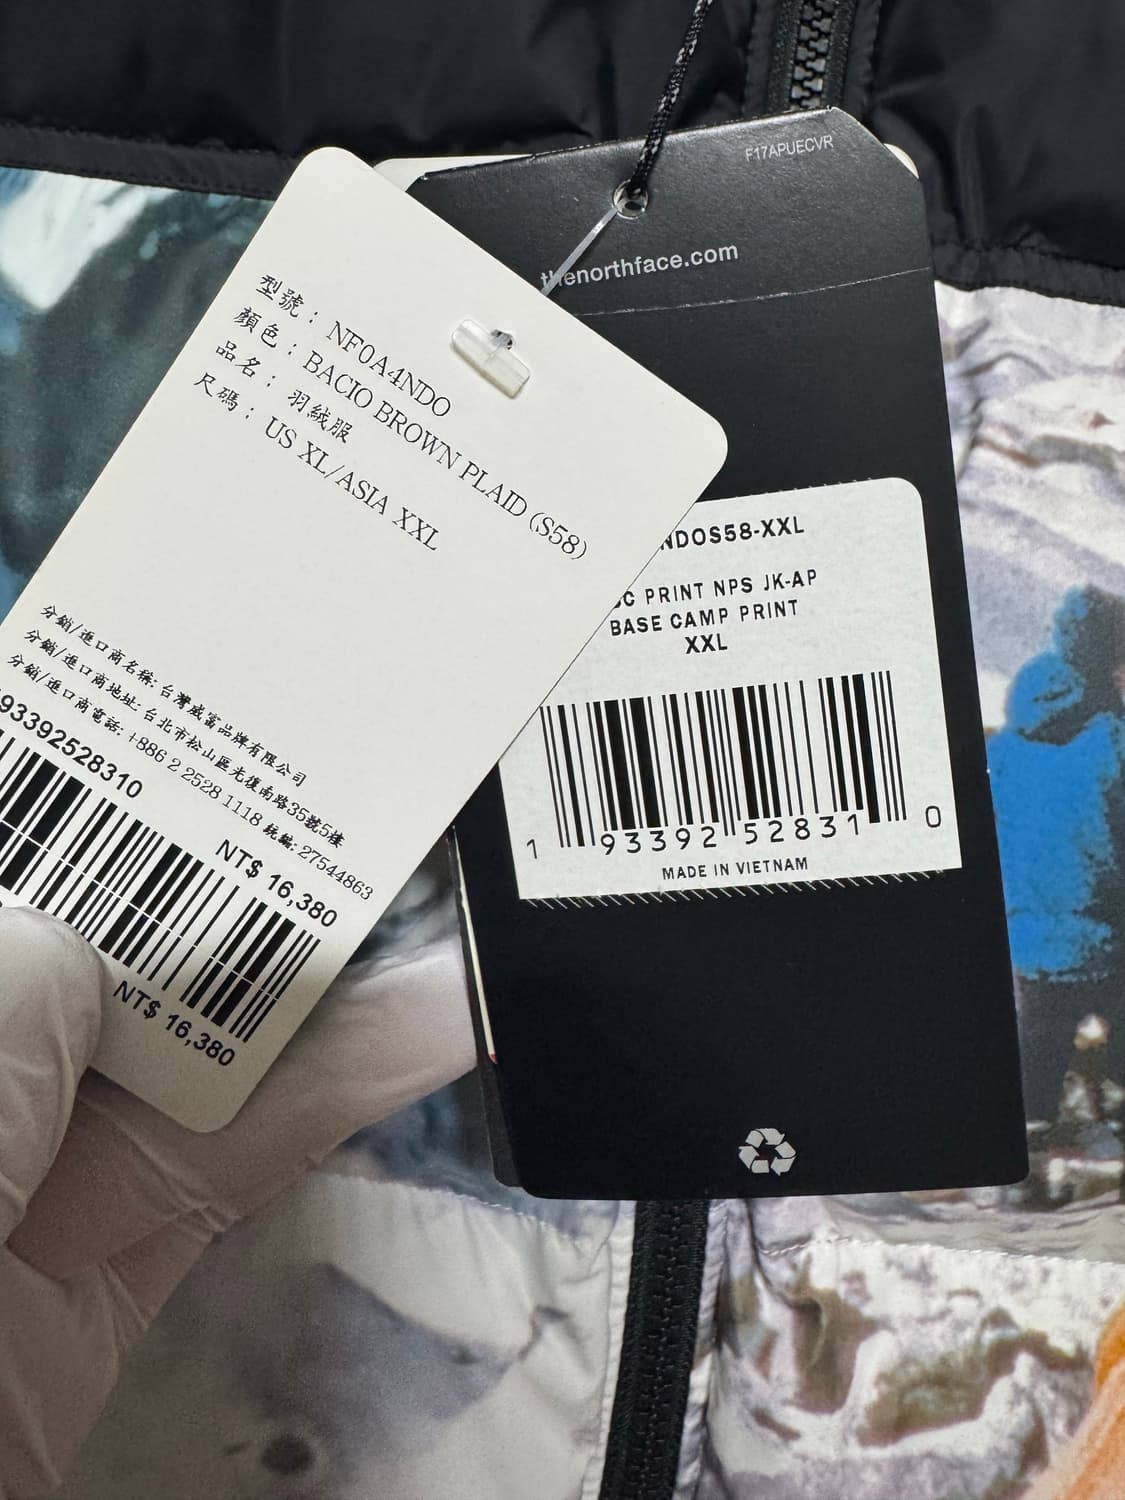 型號：NF0A4NDO
顏色：BACIO BROWN PLAID (S58)
品名：羽絨服
尺碼：US XL/ASIA XXL
分銷/進口商名稱:台灣威富品牌有限公司
分銷/進口商地址:台北市松山區光復南路35號5樓
分銷/進口商電話:+886 2 2528 1118 統編:27544863
93392528310
NT$ 16,380
NT$ 16,380
F17APUECVR
thenorthface.com
NDOS58-XXL
PRINT NPS JK-AP
BASE CAMP PRINT
XXL
1 93392 52831 0
MADE IN VIETNAM